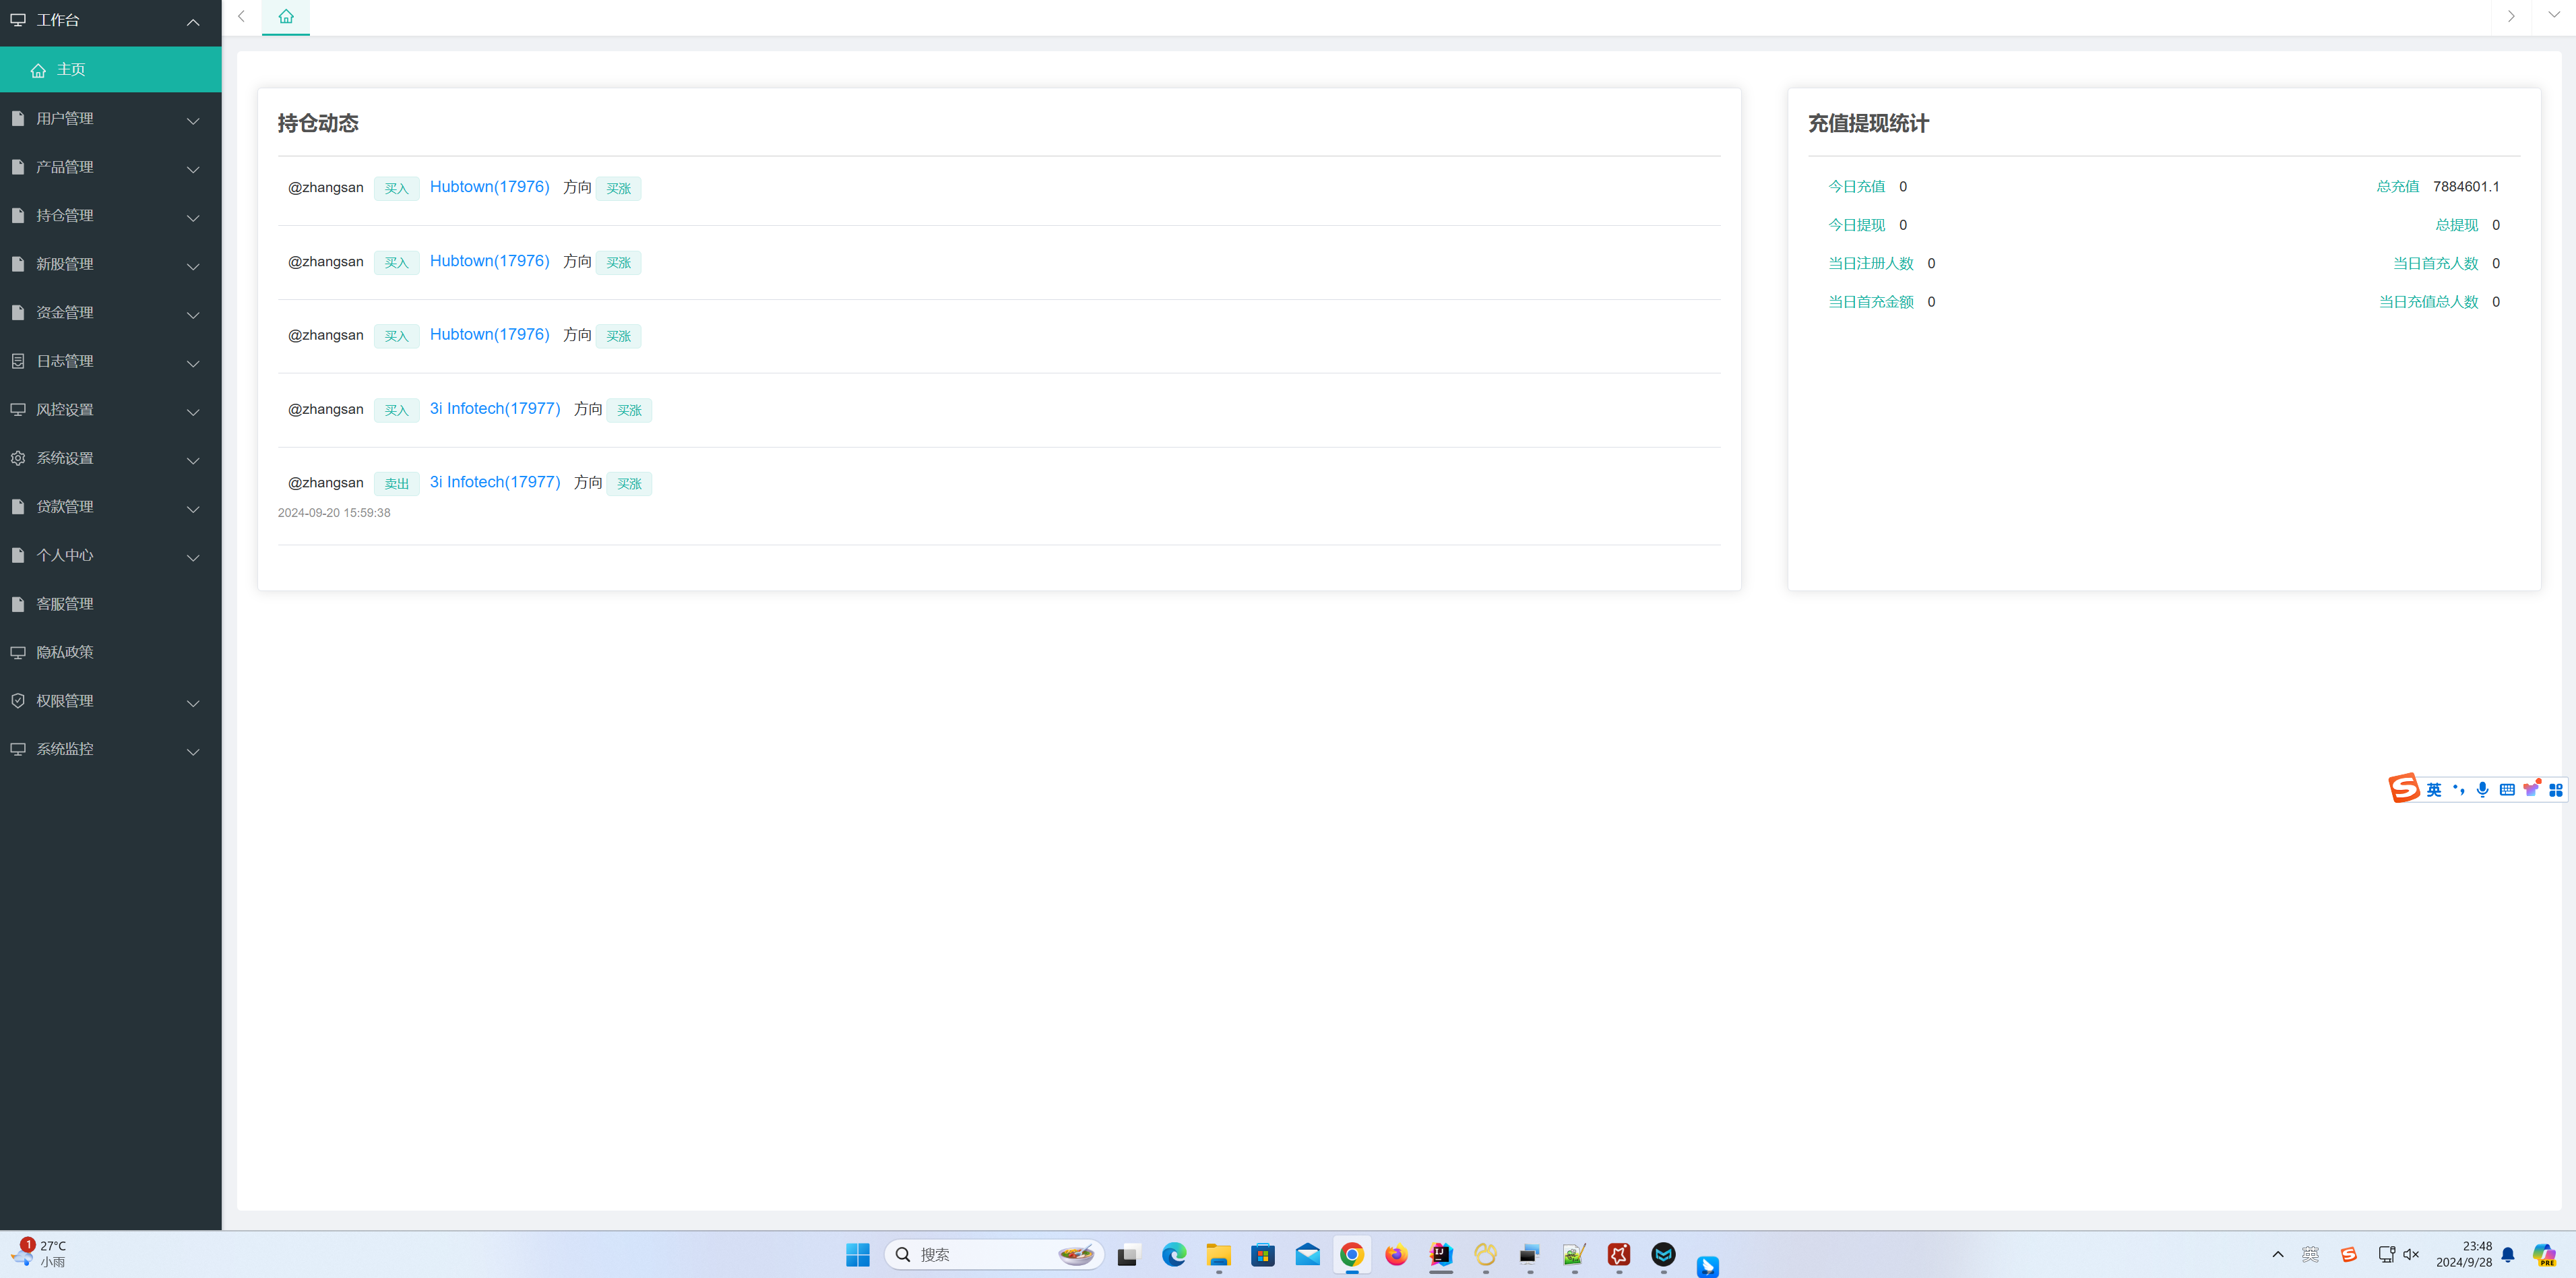 工作台
主页
用户管理
产品管理
持仓管理
新股管理
资金管理
日志管理
风控设置
系统设置
贷款管理
个人中心
客服管理
隐私政策
权限管理
系统监控
持仓动态
@zhangsan 买入 Hubtown(17976) 方向 买涨
@zhangsan 买入 Hubtown(17976) 方向 买涨
@zhangsan 买入 Hubtown(17976) 方向 买涨
@zhangsan 买入 3i Infotech(17977) 方向 买涨
@zhangsan 卖出 3i Infotech(17977) 方向 买涨
2024-09-20 15:59:38
充值提现统计
今日充值 0 总充值 7884601.1
今日提现 0 总提现 0
当日注册人数 0 当日首充人数 0
当日首充金额 0 当日充值总人数 0
英
1
27°C
小雨
搜索
英
23:48
2024/9/28
PRE